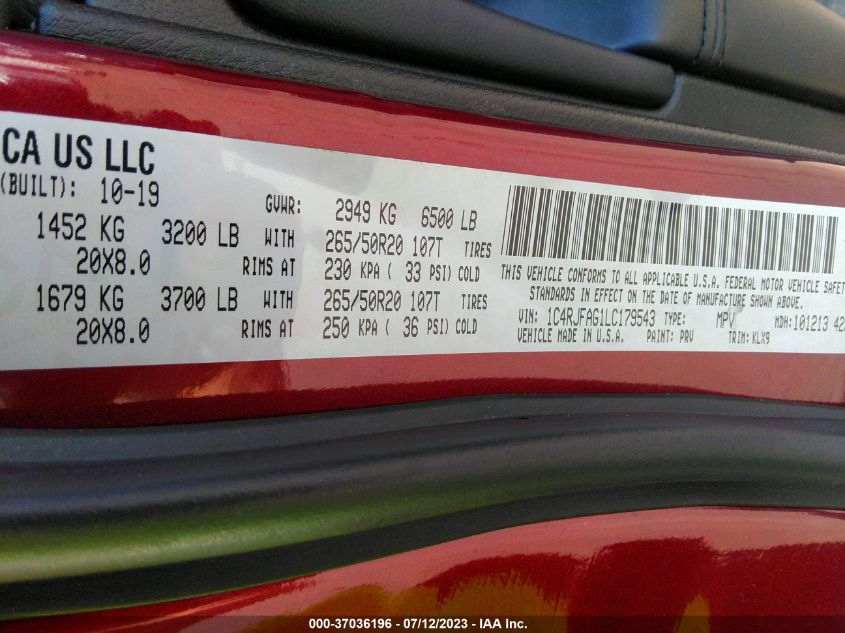 CA US LLC
(BUILT): 10-19 GVWR: 2949 KG 6500 LB
1452 KG 3200 LB WITH 265/50R20 107T TIRES
20X8.0 RIMS AT 230 KPA ( 33 PSI) COLD
1679 KG 3700 LB WITH 265/50R20 107T TIRES
20X8.0 RIMS AT 250 KPA ( 36 PSI) COLD
THIS VEHICLE CONFORMS TO ALL APPLICABLE U.S.A. FEDERAL MOTOR VEHICLE SAFET
STANDARDS IN EFFECT ON THE DATE OF MANUFACTURE SHOWN ABOVE.
VIN: 1C4RJFAG1LC179543 TYPE: MPV MDH:101213 42
VEHICLE MADE IN U.S.A. PAINT: PRV TRIM: KLX9
000-37036196 - 07/12/2023 - IAA Inc.